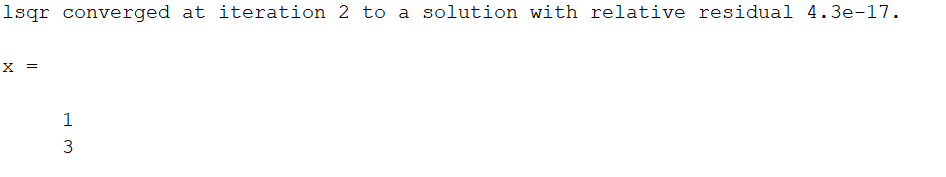 lsqr converged at iteration 2 to a solution with relative residual 4.3e-17.
x =
1
3